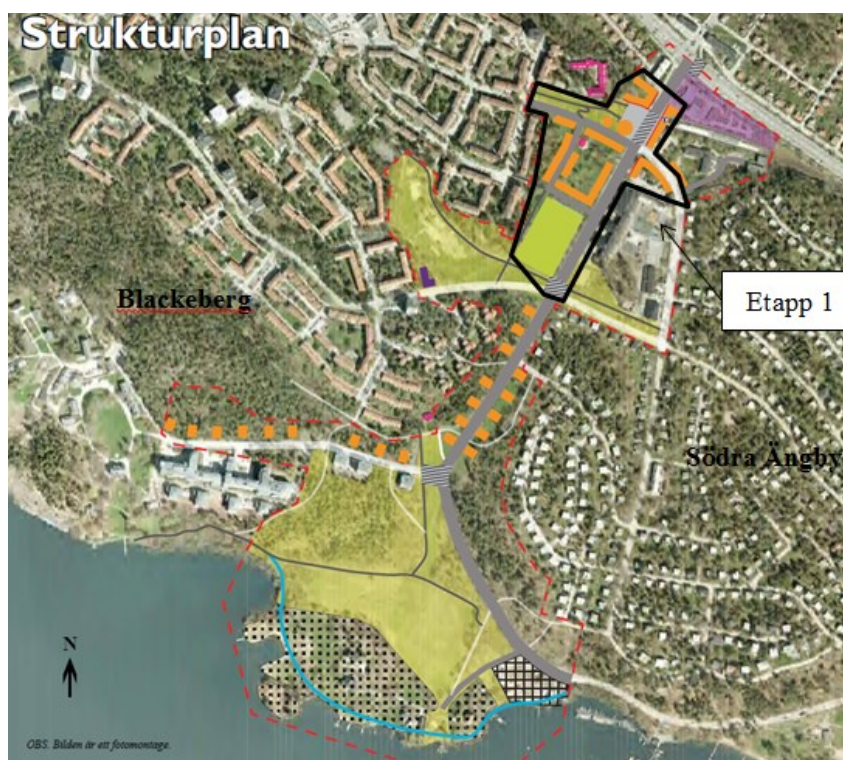 Strukturplan
Etapp 1
Blackeberg
Södra Ängby
N
OBS. Bilden är ett fotomontage.